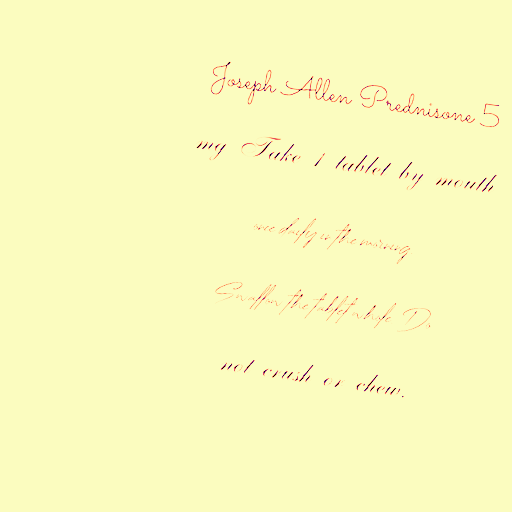 Joseph Allen Prednisone 5
mg Take 1 tablet by mouth
once daily in the morning
Swallow the tablet whole Do
not crush or chew.